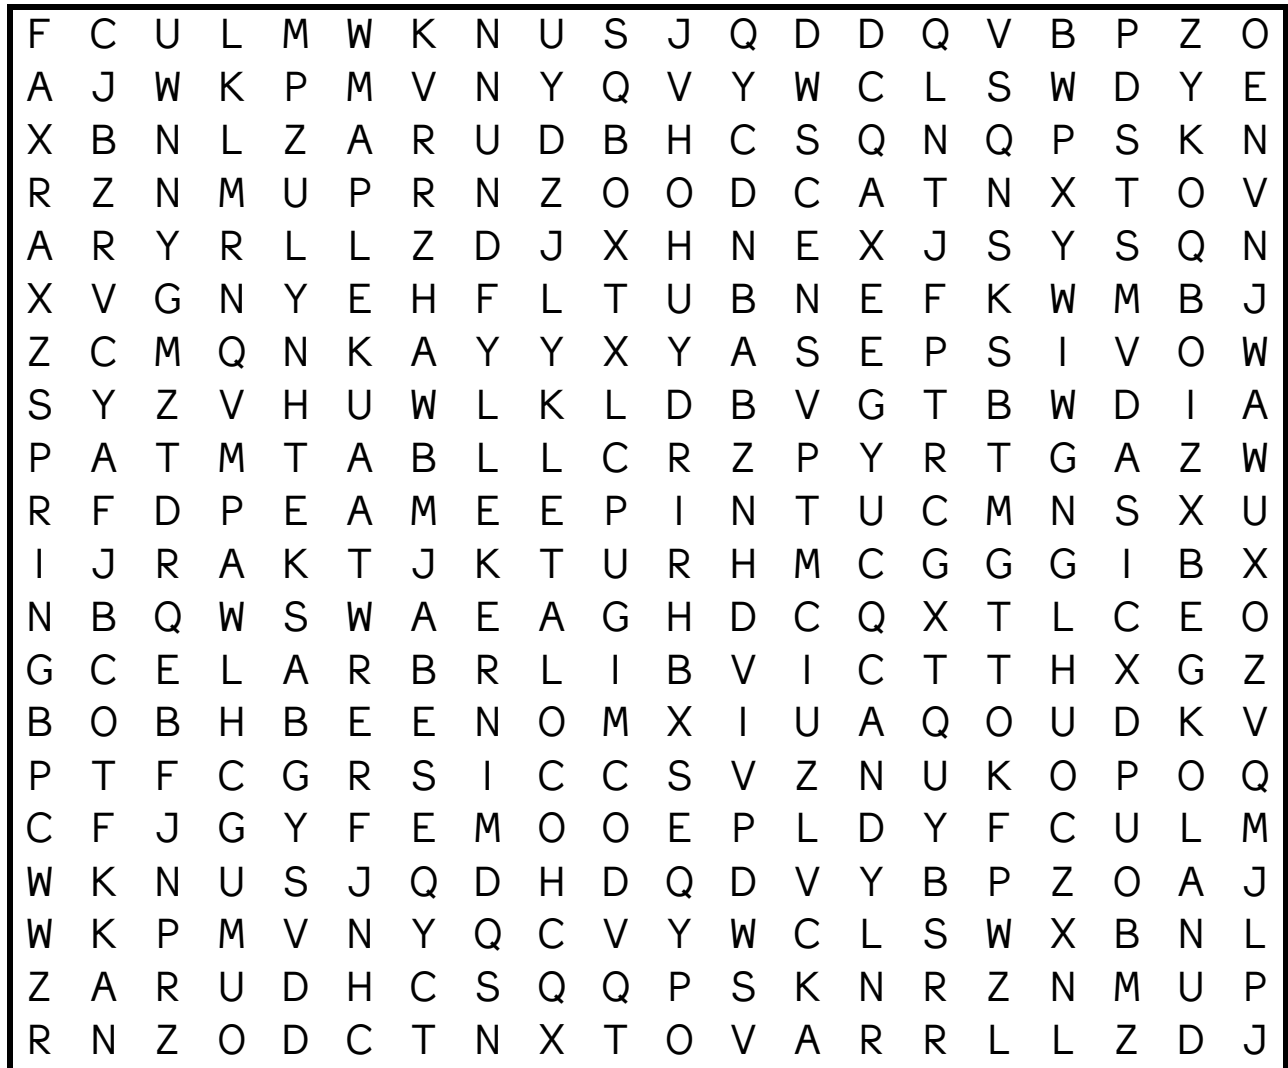 F C U L M W K N U S J Q D D Q V B P Z O
A J W K P M V N Y Q V Y W C L S W D Y E
X B N L Z A R U D B H C S Q N Q P S K N
R Z N M U P R N Z O O D C A T N X T O V
A R Y R L L Z D J X H N E X J S Y S Q N
X V G N Y E H F L T U B N E F K W M B J
Z C M Q N K A Y Y X Y A S E P S I V O W
S Y Z V H U W L K L D B V G T B W D I A
P A T M T A B L L C R Z P Y R T G A Z W
R F D P E A M E E P I N T U C M N S X U
I J R A K T J K T U R H M C G G G I B X
N B Q W S W A E A G H D C Q X T L C E O
G C E L A R B R L I B V I C T T H X G Z
B O B H B E E N O M X I U A Q O U D K V
P T F C G R S I C C S V Z N U K O P O Q
C F J G Y F E M O O E P L D Y F C U L M
W K N U S J Q D H D Q D V Y B P Z O A J
W K P M V N Y Q C V Y W C L S W X B N L
Z A R U D H C S Q Q P S K N R Z N M U P
R N Z O D C T N X T O V A R R L L Z D J